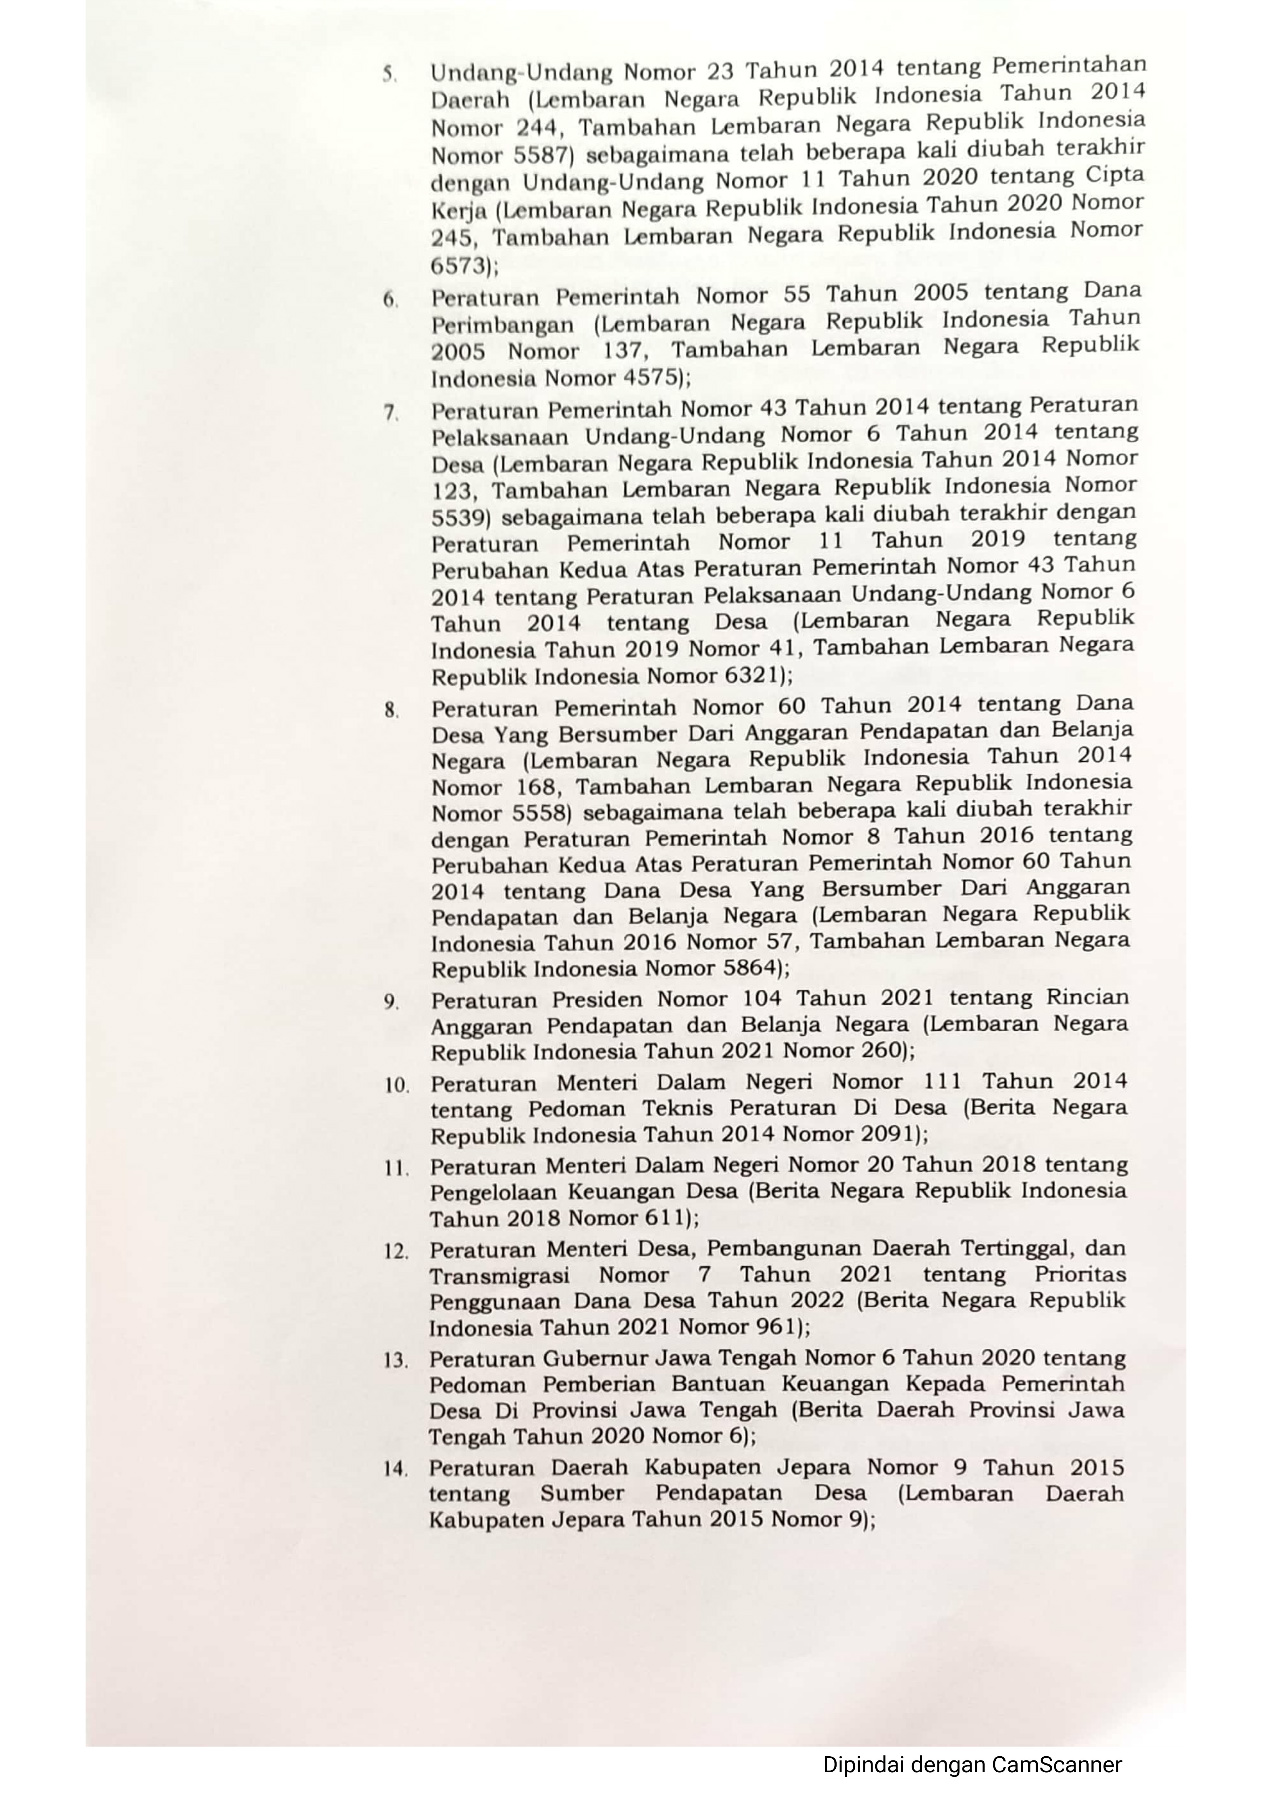 5. Undang-Undang Nomor 23 Tahun 2014 tentang Pemerintahan
Daerah (Lembaran Negara Republik Indonesia Tahun 2014
Nomor 244, Tambahan Lembaran Negara Republik Indonesia
Nomor 5587) sebagaimana telah beberapa kali diubah terakhir
dengan Undang-Undang Nomor 11 Tahun 2020 tentang Cipta
Kerja (Lembaran Negara Republik Indonesia Tahun 2020 Nomor
245, Tambahan Lembaran Negara Republik Indonesia Nomor
6573);
6. Peraturan Pemerintah Nomor 55 Tahun 2005 tentang Dana
Perimbangan (Lembaran Negara Republik Indonesia Tahun
2005 Nomor 137, Tambahan Lembaran Negara Republik
Indonesia Nomor 4575);
7. Peraturan Pemerintah Nomor 43 Tahun 2014 tentang Peraturan
Pelaksanaan Undang-Undang Nomor 6 Tahun 2014 tentang
Desa (Lembaran Negara Republik Indonesia Tahun 2014 Nomor
123, Tambahan Lembaran Negara Republik Indonesia Nomor
5539) sebagaimana telah beberapa kali diubah terakhir dengan
Peraturan Pemerintah Nomor 11 Tahun 2019 tentang
Perubahan Kedua Atas Peraturan Pemerintah Nomor 43 Tahun
2014 tentang Peraturan Pelaksanaan Undang-Undang Nomor 6
Tahun 2014 tentang Desa (Lembaran Negara Republik
Indonesia Tahun 2019 Nomor 41, Tambahan Lembaran Negara
Republik Indonesia Nomor 6321);
8. Peraturan Pemerintah Nomor 60 Tahun 2014 tentang Dana
Desa Yang Bersumber Dari Anggaran Pendapatan dan Belanja
Negara (Lembaran Negara Republik Indonesia Tahun 2014
Nomor 168, Tambahan Lembaran Negara Republik Indonesia
Nomor 5558) sebagaimana telah beberapa kali diubah terakhir
dengan Peraturan Pemerintah Nomor 8 Tahun 2016 tentang
Perubahan Kedua Atas Peraturan Pemerintah Nomor 60 Tahun
2014 tentang Dana Desa Yang Bersumber Dari Anggaran
Pendapatan dan Belanja Negara (Lembaran Negara Republik
Indonesia Tahun 2016 Nomor 57, Tambahan Lembaran Negara
Republik Indonesia Nomor 5864);
9. Peraturan Presiden Nomor 104 Tahun 2021 tentang Rincian
Anggaran Pendapatan dan Belanja Negara (Lembaran Negara
Republik Indonesia Tahun 2021 Nomor 260);
10. Peraturan Menteri Dalam Negeri Nomor 111 Tahun 2014
tentang Pedoman Teknis Peraturan Di Desa (Berita Negara
Republik Indonesia Tahun 2014 Nomor 2091);
11. Peraturan Menteri Dalam Negeri Nomor 20 Tahun 2018 tentang
Pengelolaan Keuangan Desa (Berita Negara Republik Indonesia
Tahun 2018 Nomor 611);
12. Peraturan Menteri Desa, Pembangunan Daerah Tertinggal, dan
Transmigrasi Nomor 7 Tahun 2021 tentang Prioritas
Penggunaan Dana Desa Tahun 2022 (Berita Negara Republik
Indonesia Tahun 2021 Nomor 961);
13. Peraturan Gubernur Jawa Tengah Nomor 6 Tahun 2020 tentang
Pedoman Pemberian Bantuan Keuangan Kepada Pemerintah
Desa Di Provinsi Jawa Tengah (Berita Daerah Provinsi Jawa
Tengah Tahun 2020 Nomor 6);
14. Peraturan Daerah Kabupaten Jepara Nomor 9 Tahun 2015
tentang Sumber Pendapatan Desa (Lembaran Daerah
Kabupaten Jepara Tahun 2015 Nomor 9);
Dipindai dengan CamScanner